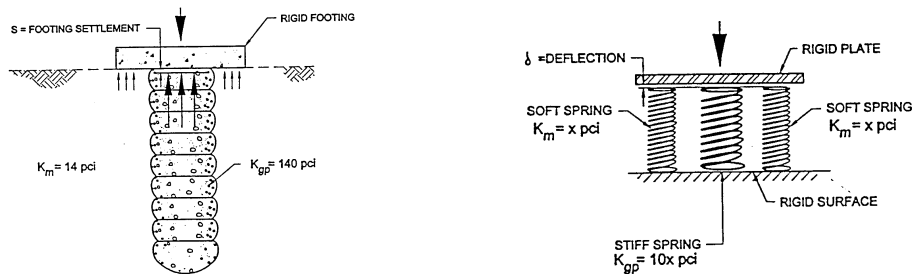 S = FOOTING SETTLEMENT
RIGID FOOTING
K_m = 14 pci
K_gp = 140 pci
δ = DEFLECTION
RIGID PLATE
SOFT SPRING
K_m = x pci
SOFT SPRING
K_m = x pci
RIGID SURFACE
STIFF SPRING
K_gp = 10x pci